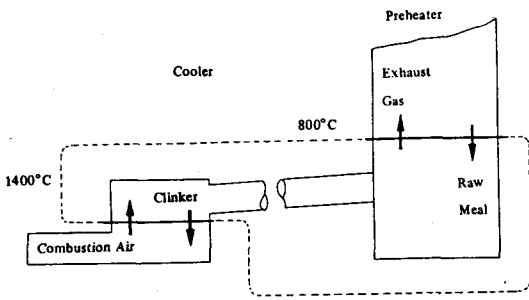 Preheater
Cooler
Exhaust
Gas
800°C
1400°C
Clinker
Raw
Meal
Combustion Air